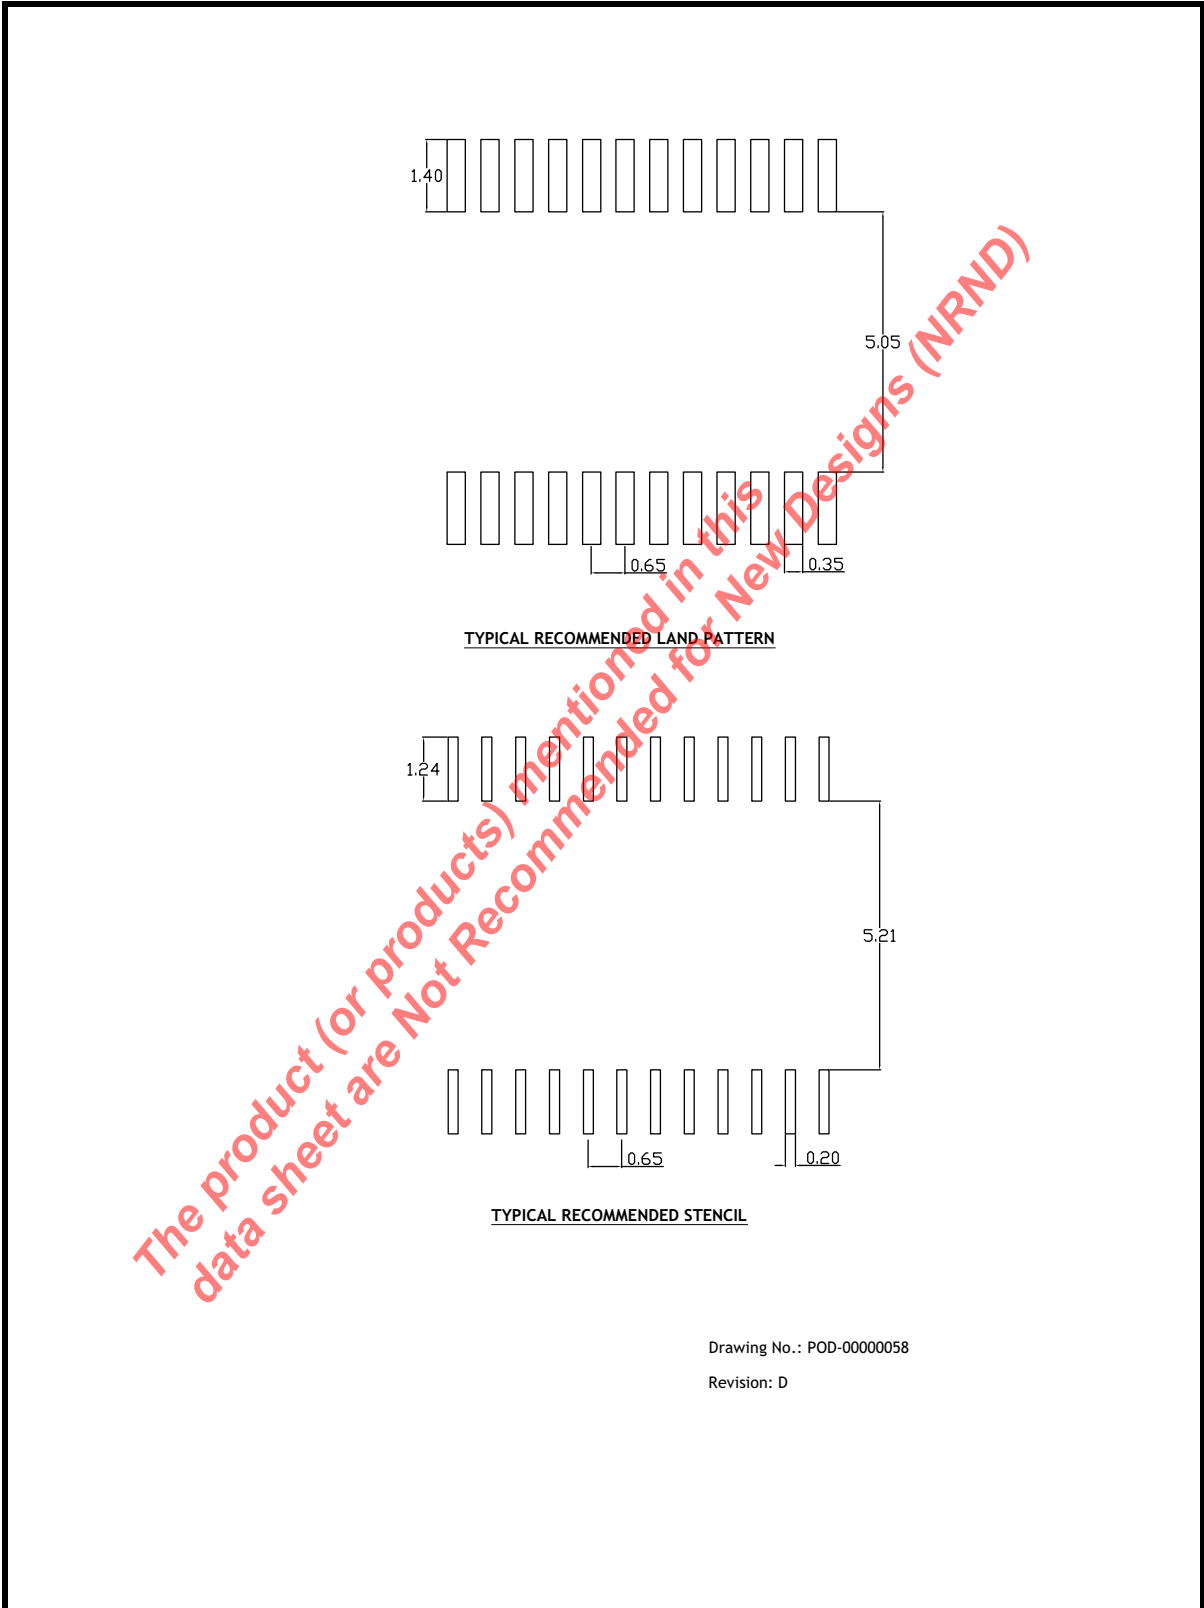 1.40
5.05
0.65
0.35
TYPICAL RECOMMENDED LAND PATTERN
1.24
5.21
0.65
0.20
TYPICAL RECOMMENDED STENCIL
The product (or products) mentioned in this
data sheet are Not Recommended for New Designs (NRND)
Drawing No.: POD-00000058
Revision: D